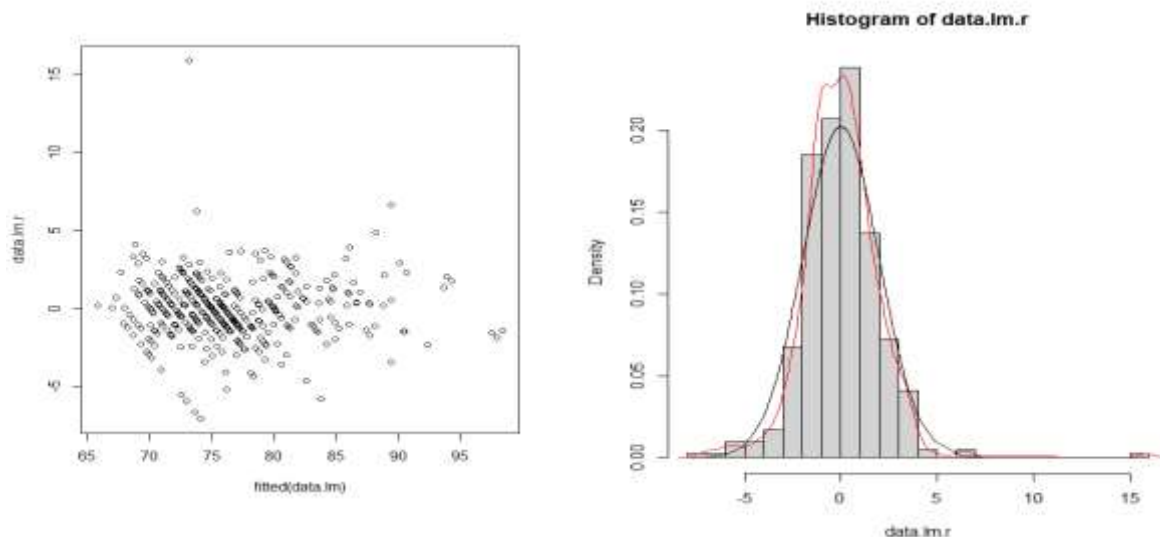 Histogram of data.lm.r
data.lm.r
15
10
5
0
-5
65 70 75 80 85 90 95
fitted(data.lm)
Density
0.20
0.15
0.10
0.05
0.00
-5 0 5 10 15
data.lm.r